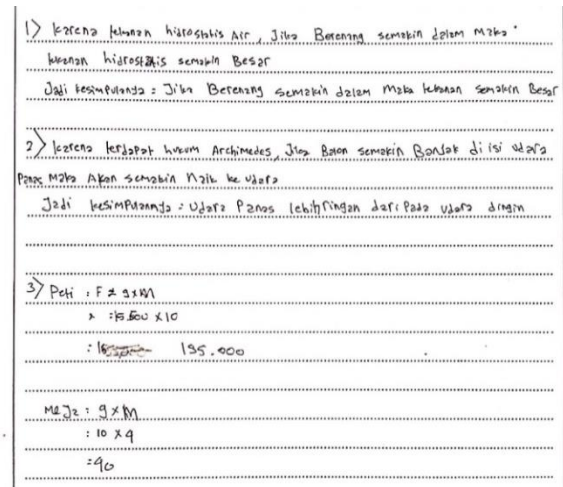 1) Karena tekanan hidrostatis Air, Jika Berenang semakin dalam Maka
tekanan hidrostatis semakin Besar
Jadi kesimpulannya : Jika Berenang semakin dalam Maka tekanan semakin Besar
2) Karena terdapat hukum Archimedes, Jika Balon semakin Banyak di isi udara
Panas Maka Akan semakin Naik ke udara
Jadi kesimpulannya : Udara Panas lebih ringan dari Pada udara dingin
3) Peti : F = g x M
: 15.500 x 10
: 195.000
MeJa : g x M
: 10 x 9
: 90